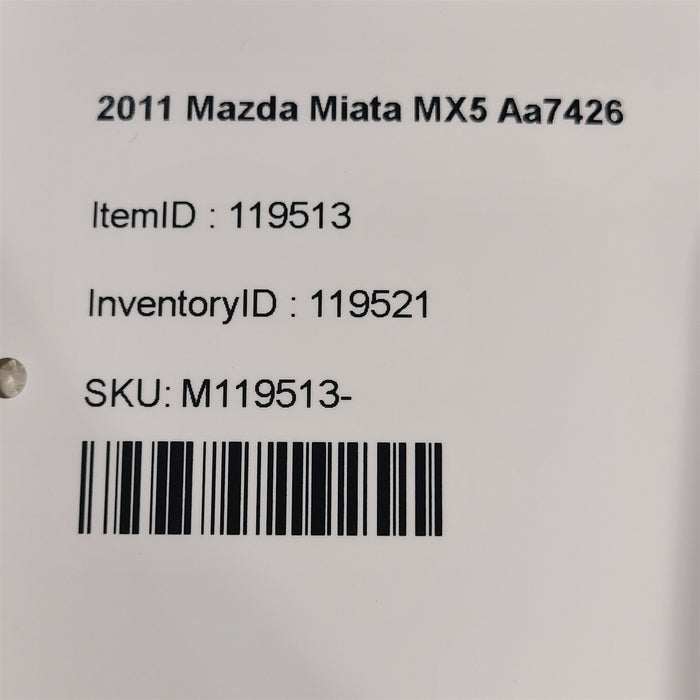 2011 Mazda Miata MX5 Aa7426
ItemID : 119513
InventoryID : 119521
SKU: M119513-